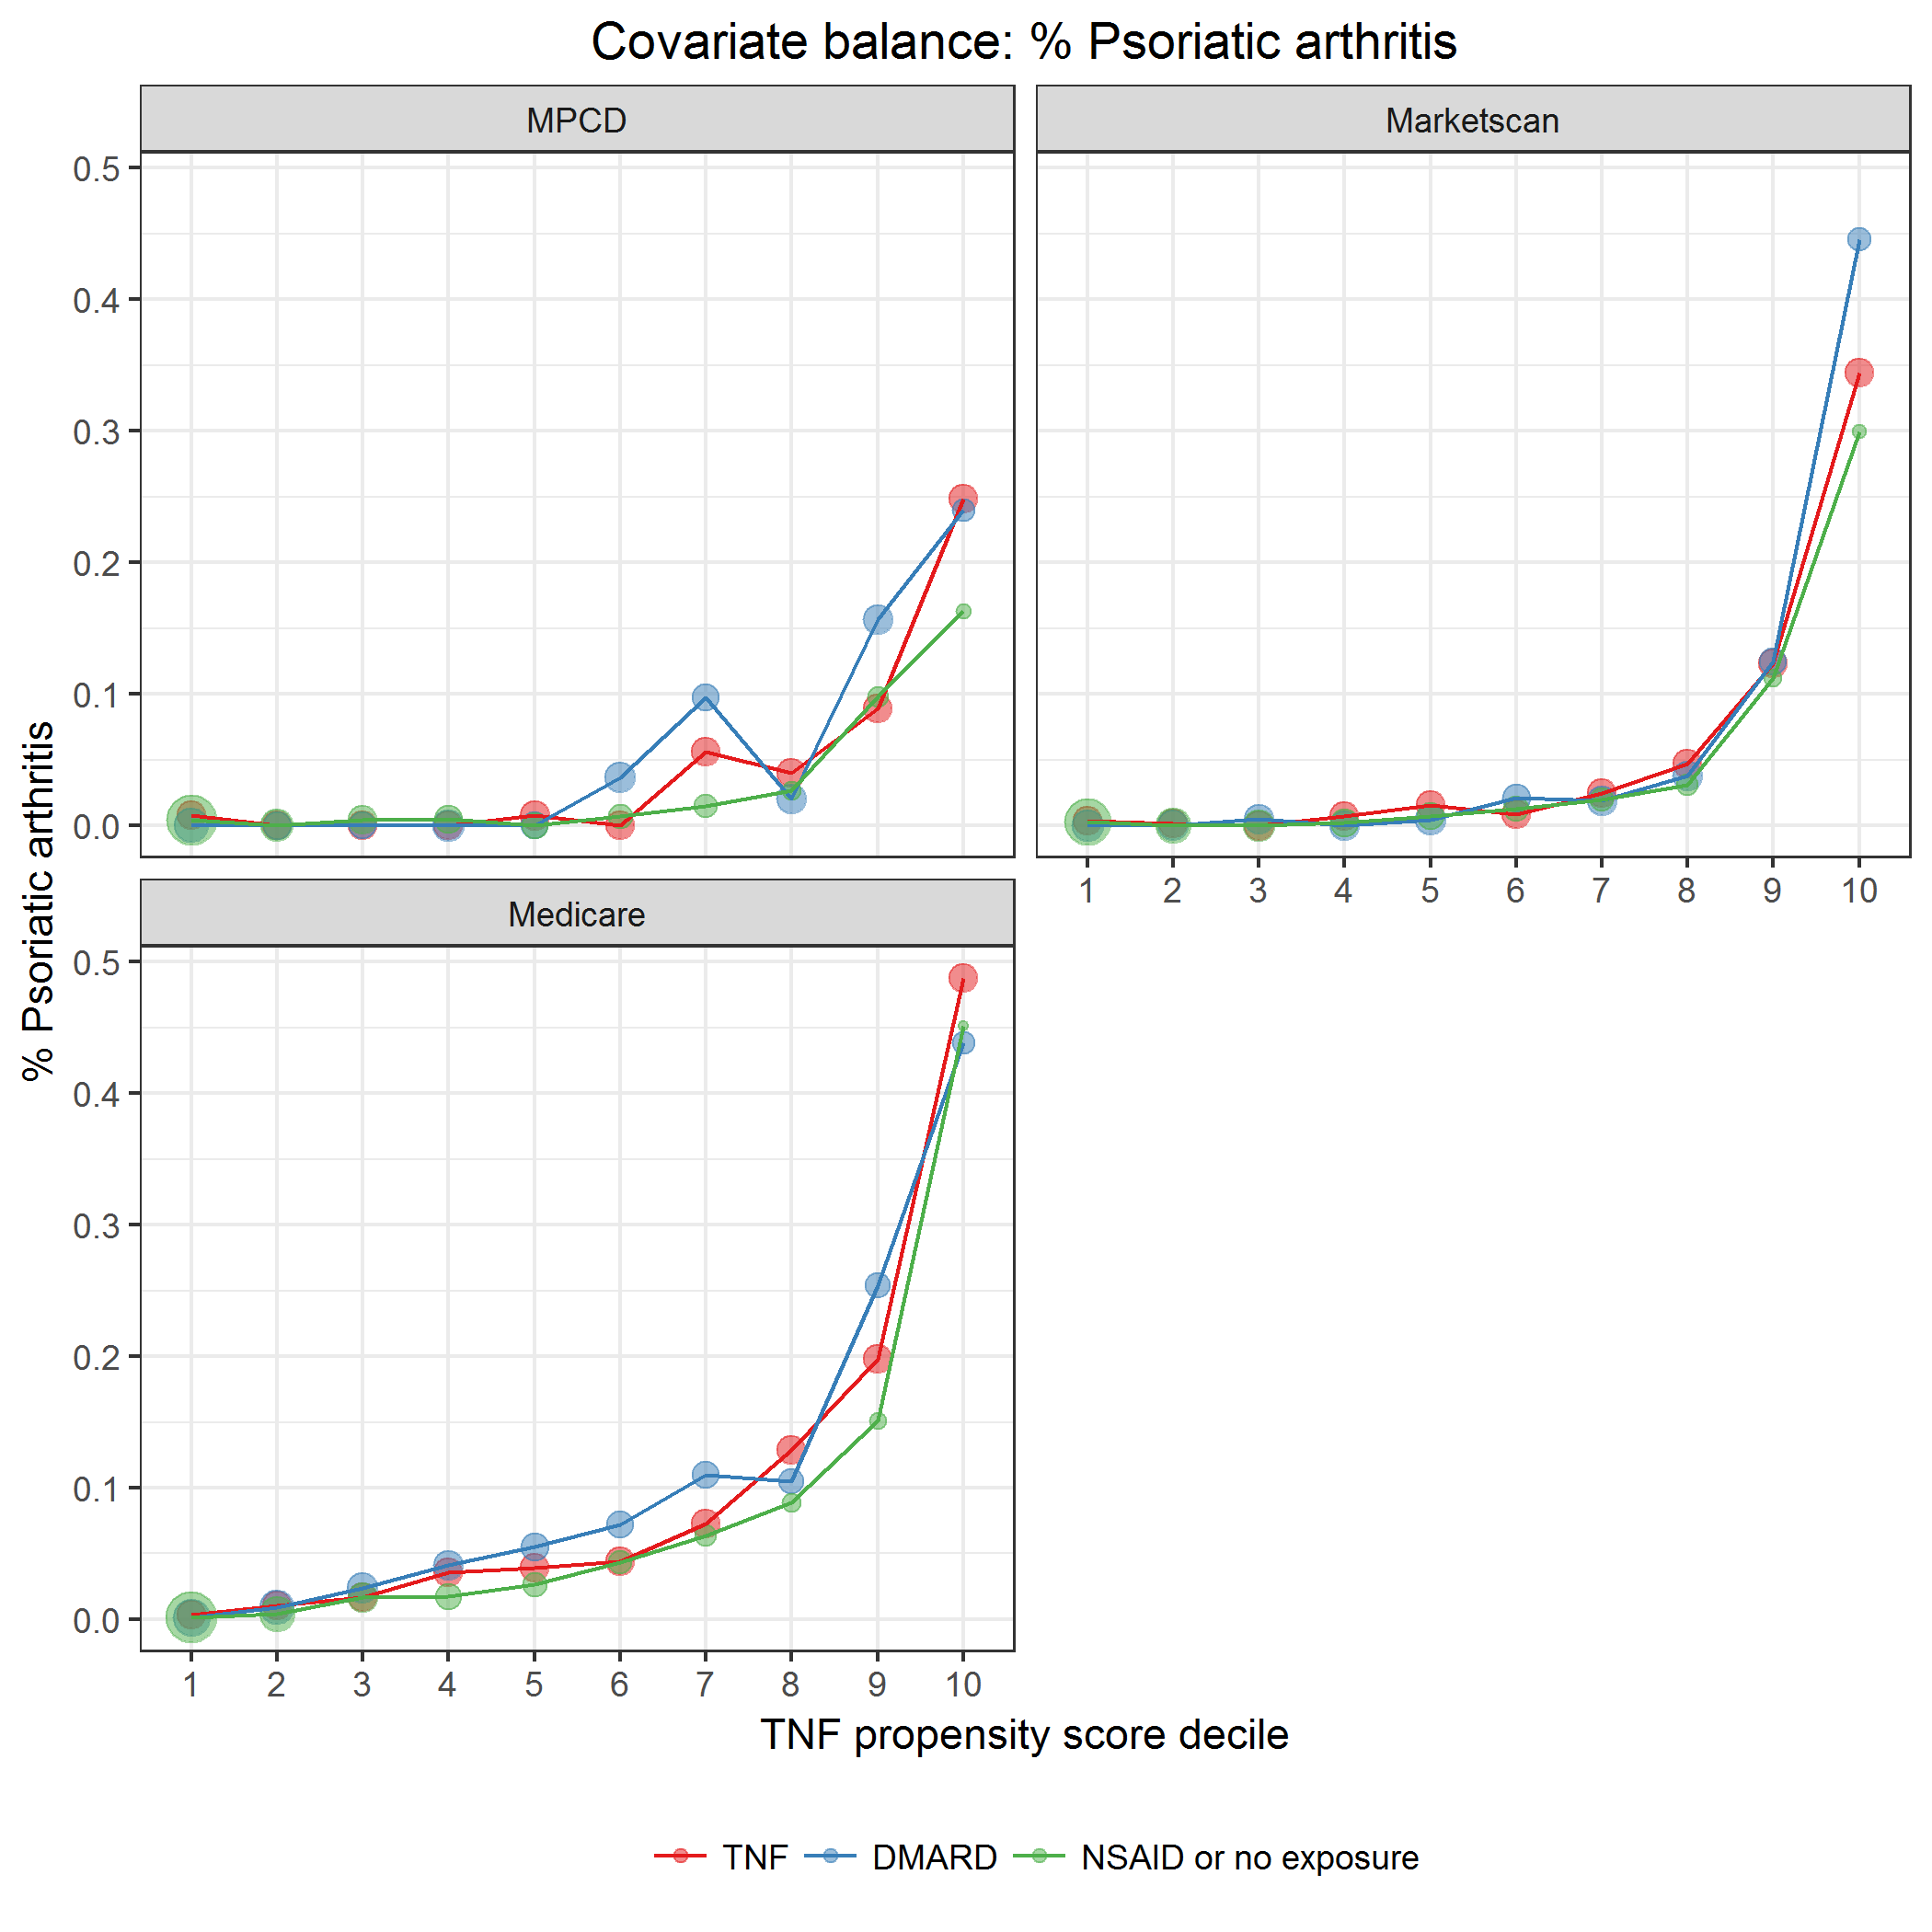 Covariate balance: % Psoriatic arthritis
MPCD
Marketscan
0.5
0.4
0.3
0.2
0.1
0.0
1 2 3 4 5 6 7 8 9 10
Medicare
0.5
0.4
0.3
0.2
0.1
0.0
1 2 3 4 5 6 7 8 9 10
% Psoriatic arthritis
TNF propensity score decile
TNF DMARD NSAID or no exposure